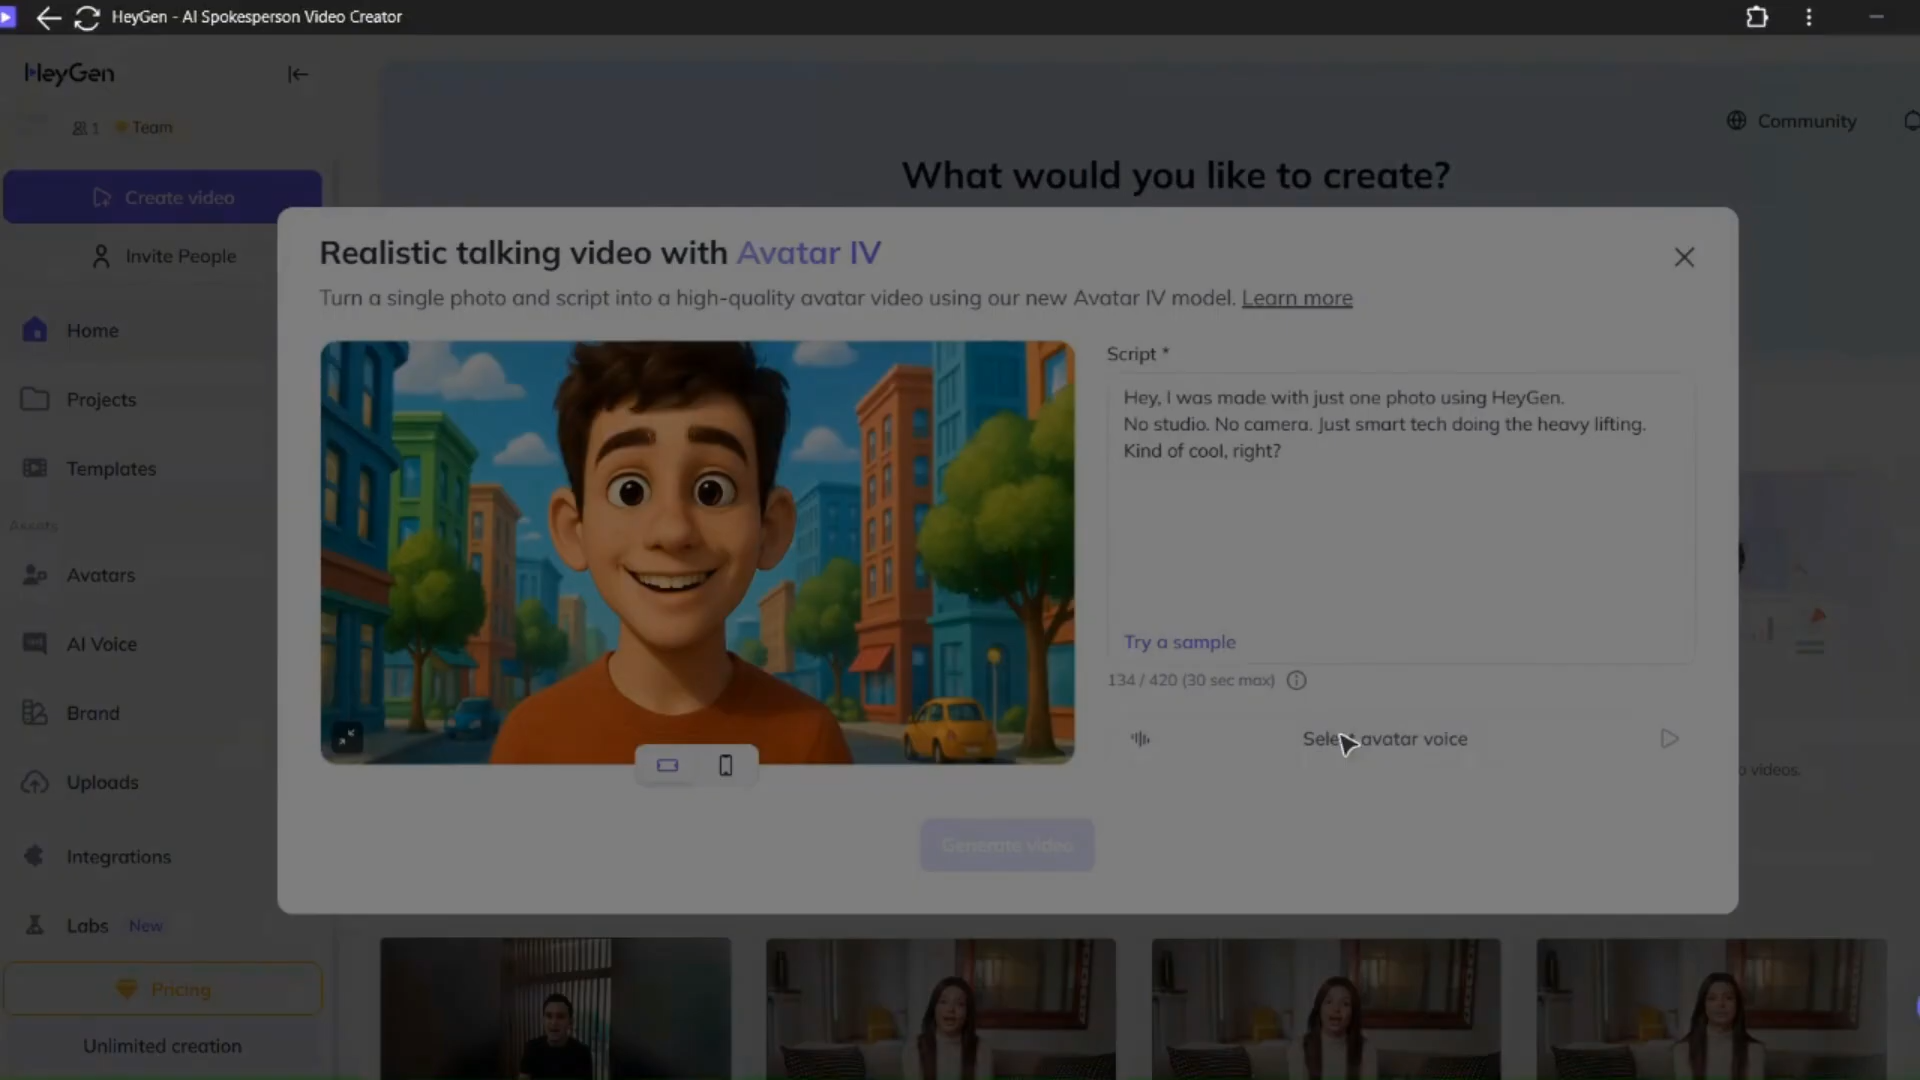 HeyGen - AI Spokesperson Video Creator
HeyGen
1 Team
Create video
Invite People
Home
Projects
Templates
Assets
Avatars
AI Voice
Brand
Uploads
Integrations
Labs New
Pricing
Unlimited creation
Community
What would you like to create?
Realistic talking video with Avatar IV
Turn a single photo and script into a high-quality avatar video using our new Avatar IV model. Learn more
Script *
Hey, I was made with just one photo using HeyGen.
No studio. No camera. Just smart tech doing the heavy lifting.
Kind of cool, right?
Try a sample
134 / 420 (30 sec max)
Select avatar voice
Generate video
videos.